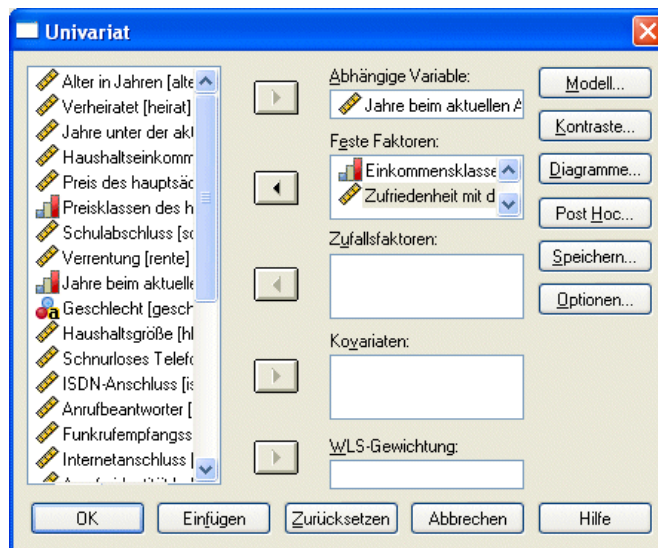 Univariat
Alter in Jahren [alte
Verheiratet [heirat]
Jahre unter der akt
Haushaltseinkomm
Preis des hauptsäc
Preisklassen des h
Schulabschluss [sc
Verrentung [rente]
Jahre beim aktuelle
Geschlecht [gesch
Haushaltsgröße [hl
Schnurloses Telefo
ISDN-Anschluss [is
Anrufbeantworter [
Funkrufempfangss
Internetanschluss [
Abhängige Variable:
Jahre beim aktuellen A
Feste Faktoren:
Einkommensklasse
Zufriedenheit mit d
Zufallsfaktoren:
Kovariaten:
WLS-Gewichtung:
Modell...
Kontraste...
Diagramme...
Post Hoc...
Speichern...
Optionen...
OK
Einfügen
Zurücksetzen
Abbrechen
Hilfe